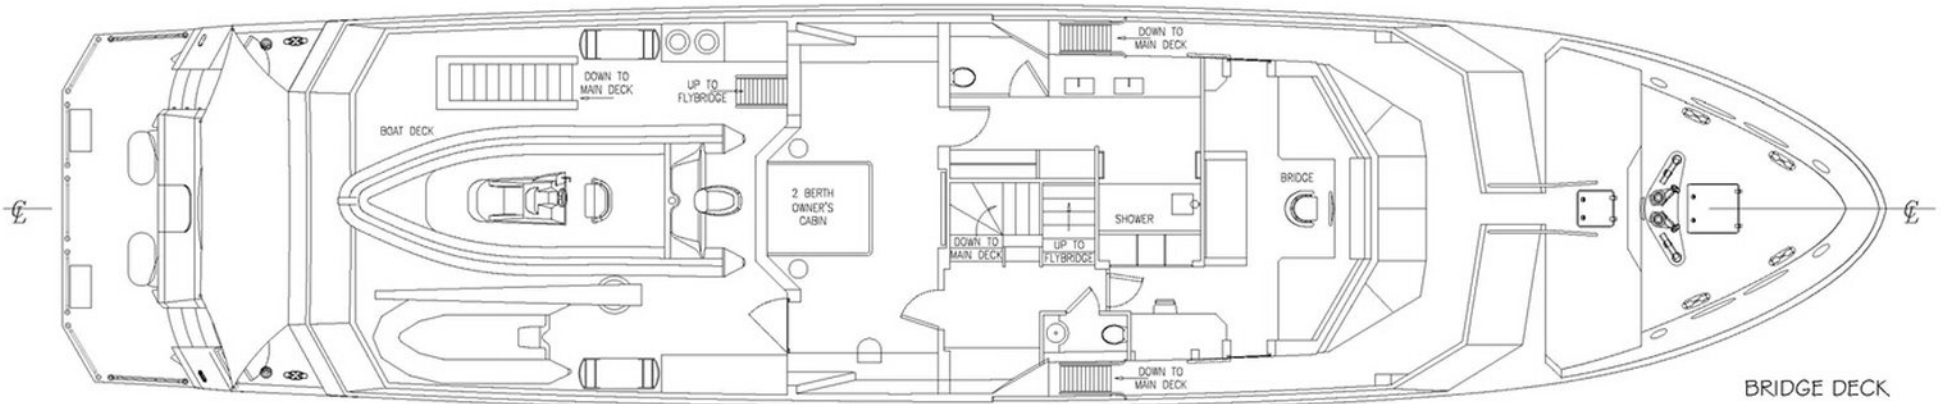 DOWN TO
MAIN DECK
DOWN TO
MAIN DECK
UP TO
FLYBRIDGE
BOAT DECK
2 BERTH
OWNER'S
CABIN
BRIDGE
SHOWER
DOWN TO
MAIN DECK
UP TO
FLYBRIDGE
DOWN TO
MAIN DECK
BRIDGE DECK
℄
℄